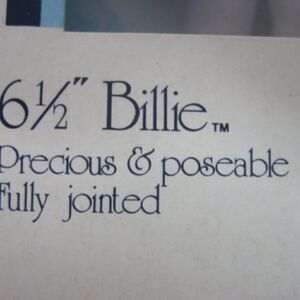 6½" Billie™
Precious & poseable
Fully jointed